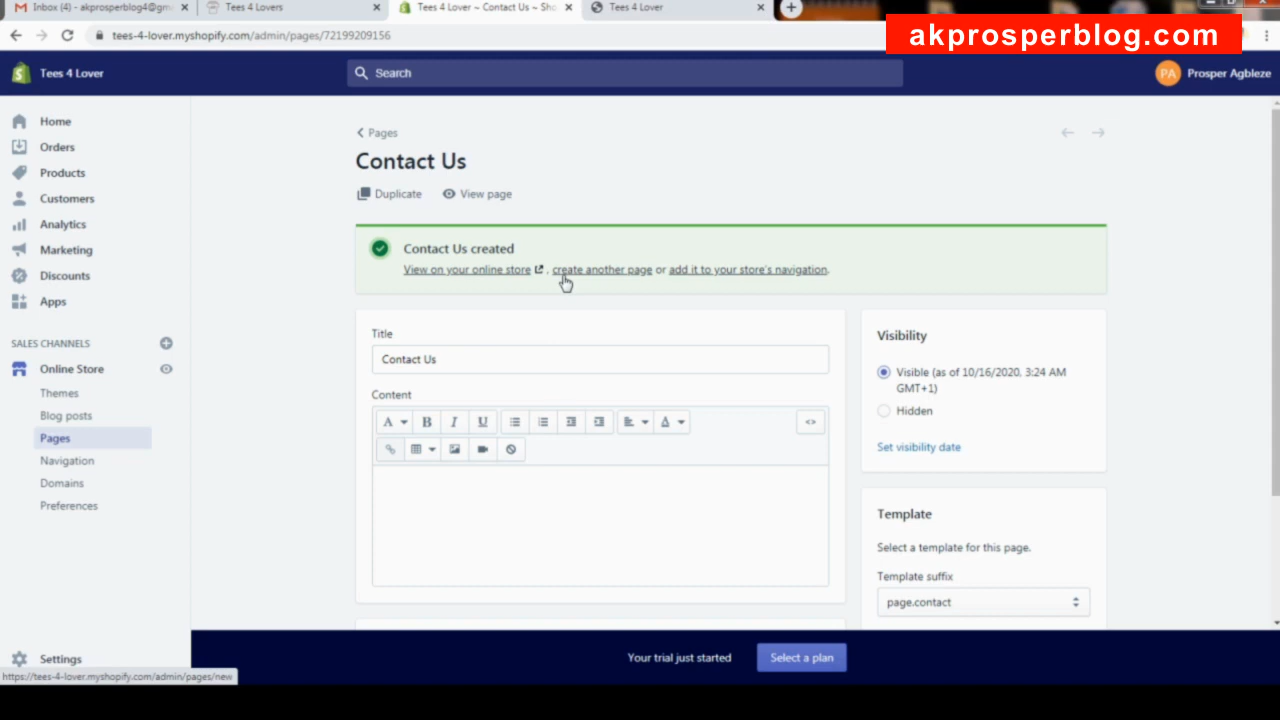 Inbox (4) - akprosperblog4@gm
Tees 4 Lovers
Tees 4 Lover ~ Contact Us ~ Sho
Tees 4 Lover
tees-4-lover.myshopify.com/admin/pages/72199209156
akprosperblog.com
Tees 4 Lover
Search
PA
Prosper Agbleze
Home
Orders
Products
Customers
Analytics
Marketing
Discounts
Apps
SALES CHANNELS
Online Store
Themes
Blog posts
Pages
Navigation
Domains
Preferences
Settings
Pages
Contact Us
Duplicate
View page
Contact Us created
View on your online store , create another page or add it to your store's navigation.
Title
Contact Us
Content
A
B
I
U
A
<>
Visibility
Visible (as of 10/16/2020, 3:24 AM
GMT+1)
Hidden
Set visibility date
Template
Select a template for this page.
Template suffix
page.contact
Your trial just started
Select a plan
https://tees-4-lover.myshopify.com/admin/pages/new